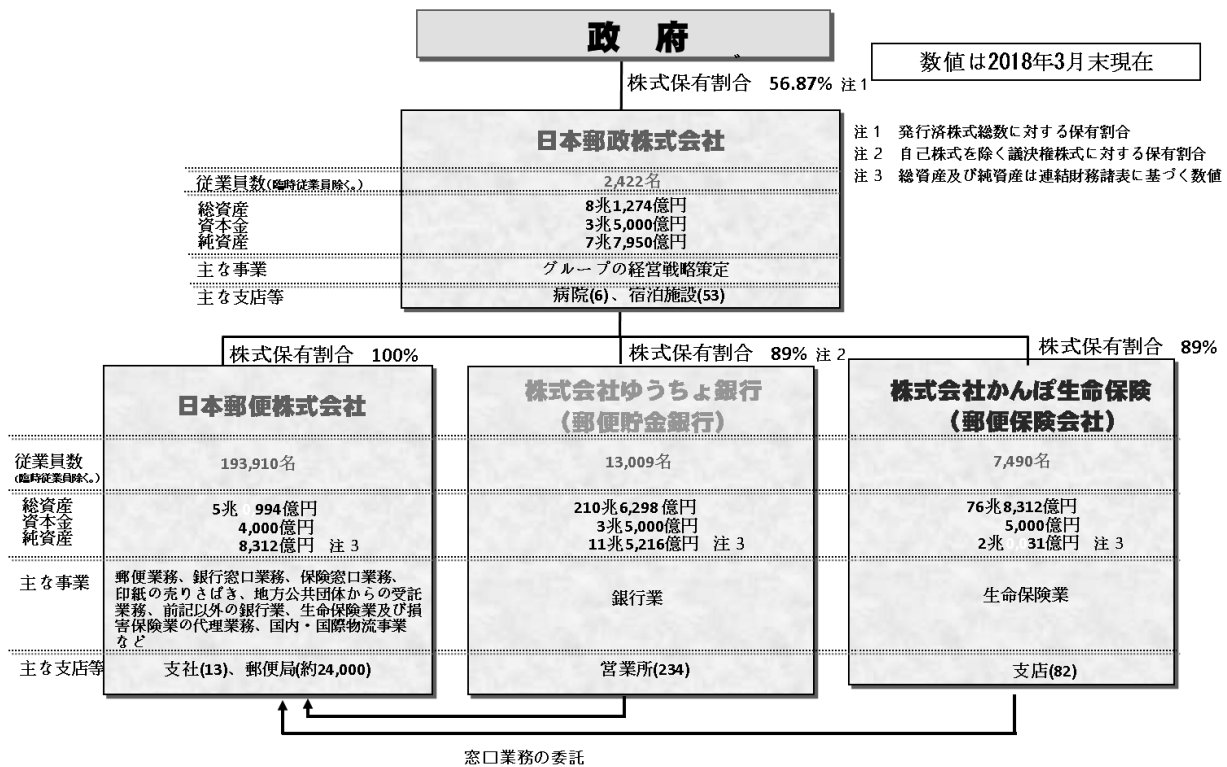 政 府
数値は2018年3月末現在
株式保有割合 56.87% 注1
注1 発行済株式総数に対する保有割合
注2 自己株式を除く議決権株式に対する保有割合
注3 総資産及び純資産は連結財務諸表に基づく数値
日本郵政株式会社
従業員数(臨時従業員除く。) 2,422名
総資産 8兆1,274億円
資本金 3兆5,000億円
純資産 7兆7,950億円
主な事業 グループの経営戦略策定
主な支店等 病院(6)、宿泊施設(53)
株式保有割合 100%
株式保有割合 89% 注2
株式保有割合 89%
日本郵便株式会社
株式会社ゆうちょ銀行
(郵便貯金銀行)
株式会社かんぽ生命保険
(郵便保険会社)
従業員数 193,910名 13,009名 7,490名
(臨時従業員除く。)
総資産 5兆0994億円 210兆6,298億円 76兆8,312億円
資本金 4,000億円 3兆5,000億円 5,000億円
純資産 8,312億円 注3 11兆5,216億円 注3 2兆0,031億円 注3
主な事業
郵便業務、銀行窓口業務、保険窓口業務、
印紙の売りさばき、地方公共団体からの受託
業務、前記以外の銀行業、生命保険業及び損
害保険業の代理業務、国内・国際物流事業
など
銀行業
生命保険業
主な支店等 支社(13)、郵便局(約24,000) 営業所(234) 支店(82)
窓口業務の委託